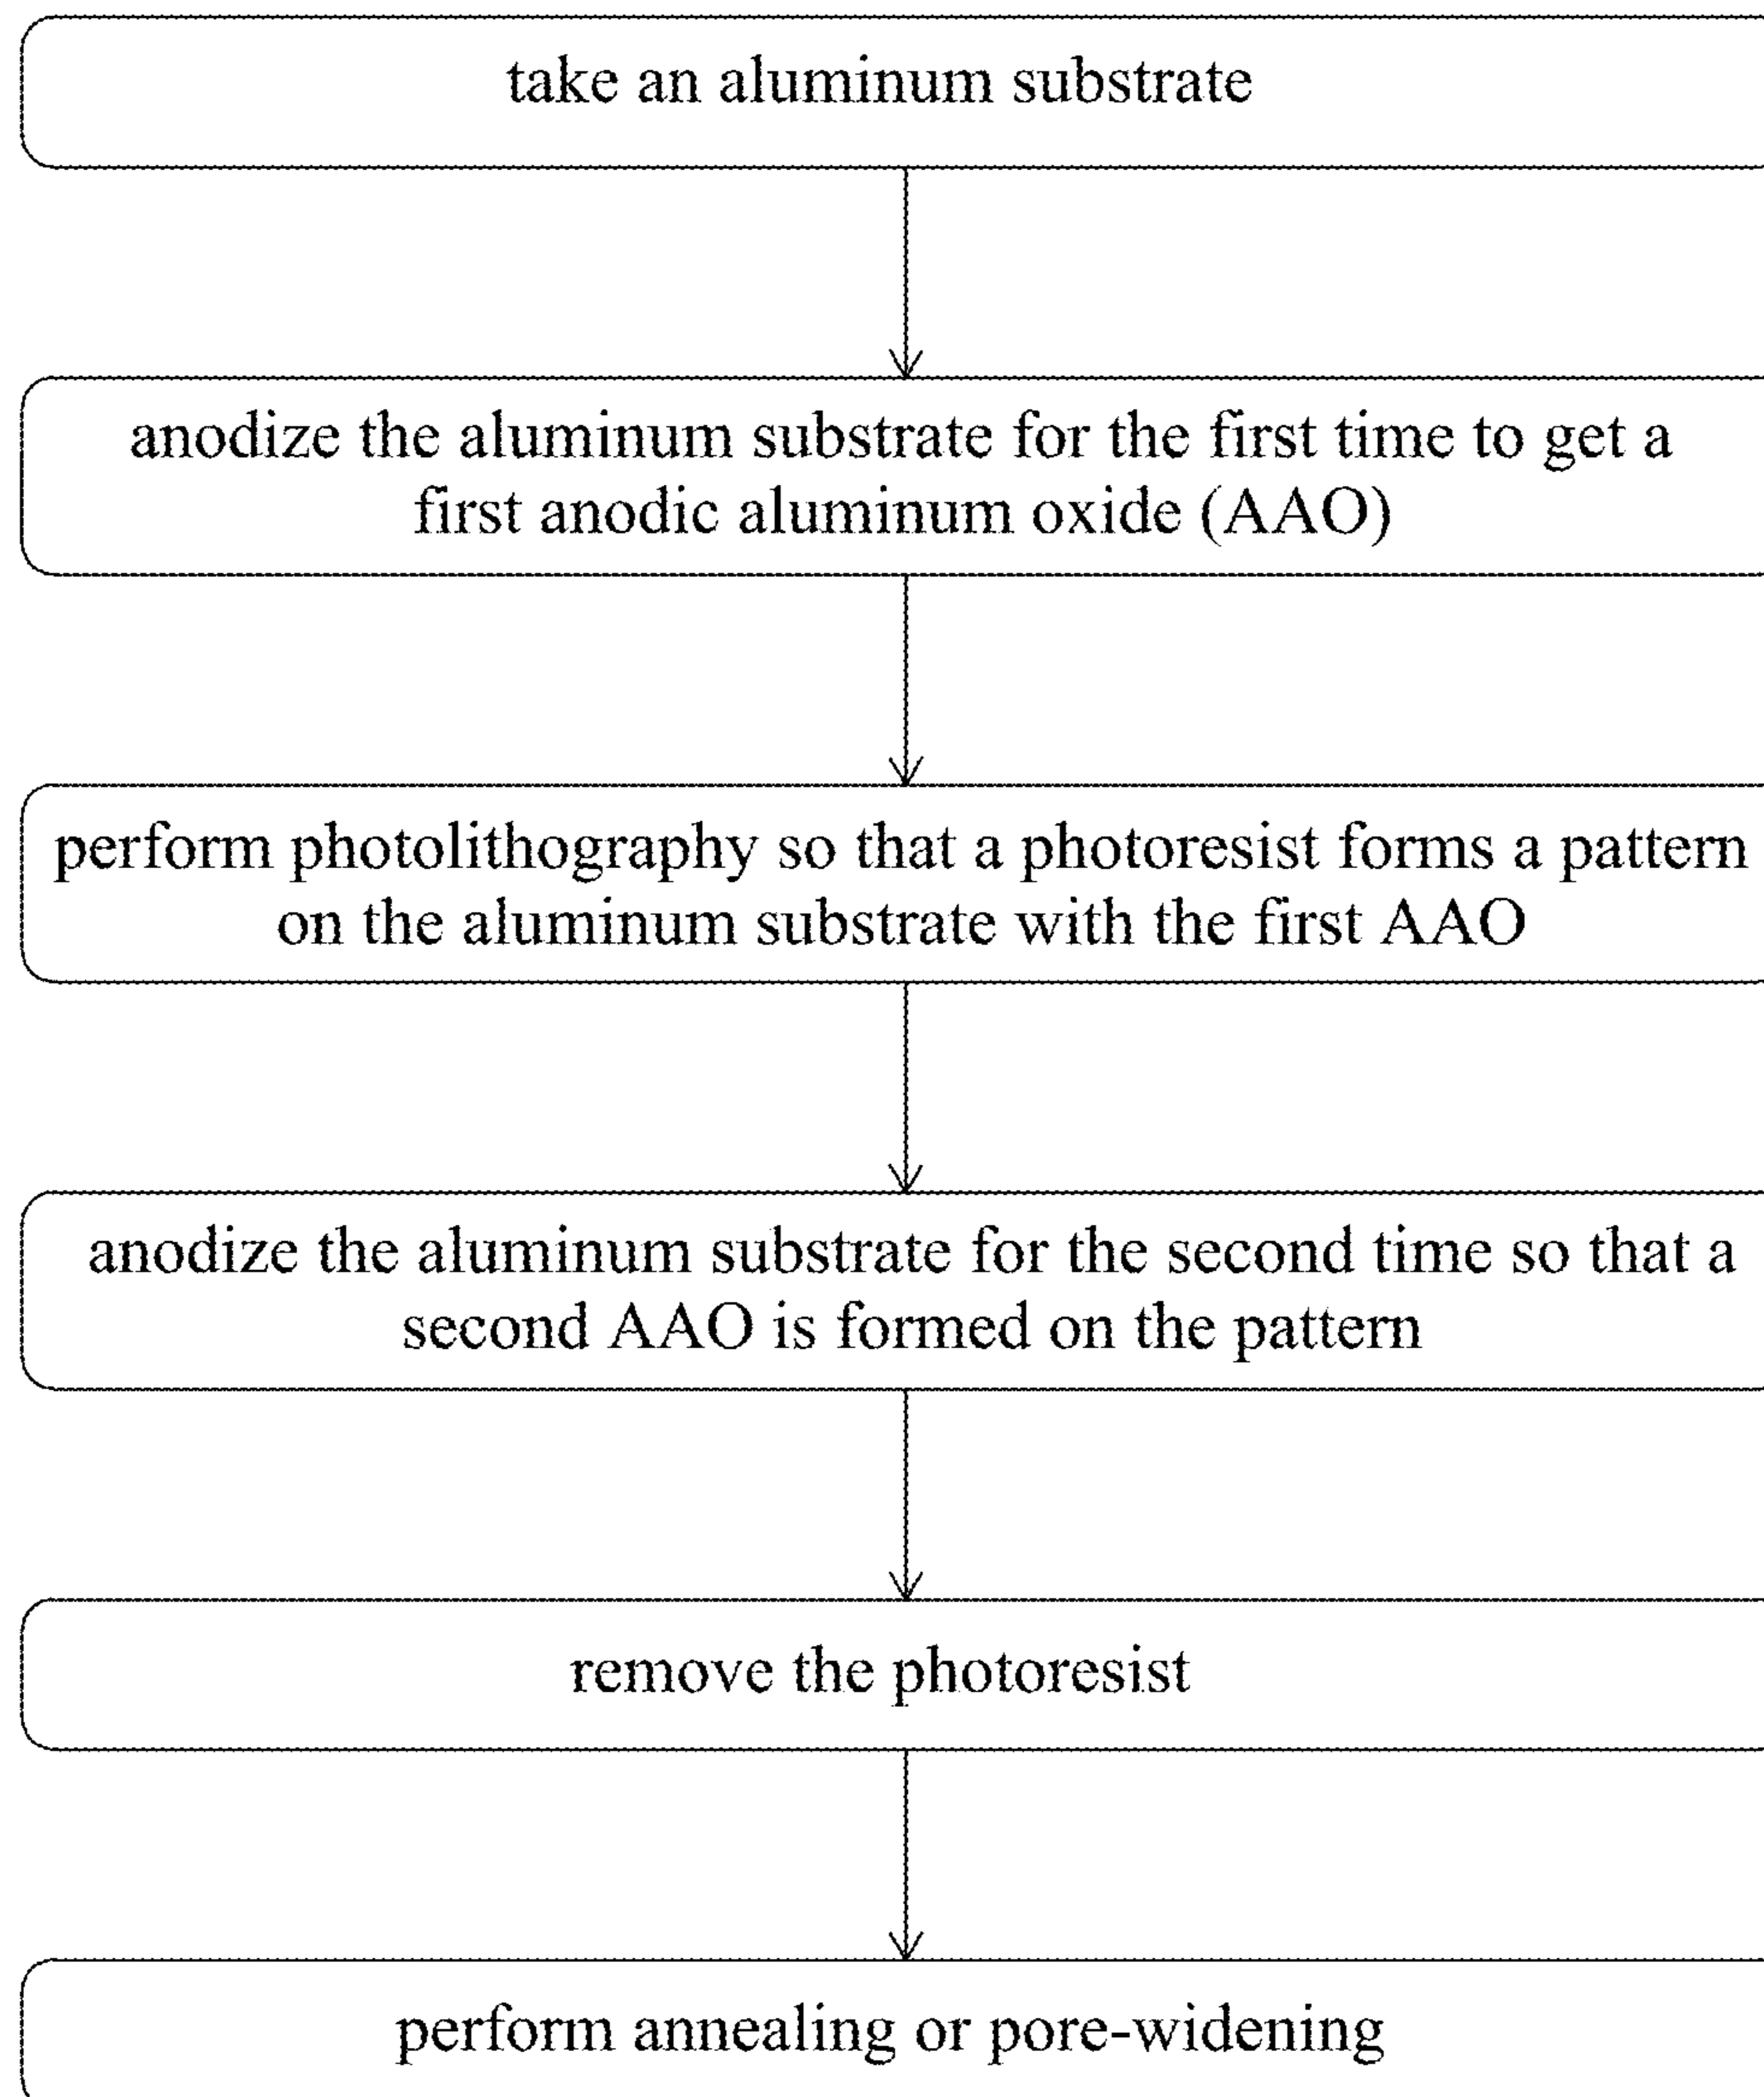 take an aluminum substrate
anodize the aluminum substrate for the first time to get a
first anodic aluminum oxide (AAO)
perform photolithography so that a photoresist forms a pattern
on the aluminum substrate with the first AAO
anodize the aluminum substrate for the second time so that a
second AAO is formed on the pattern
remove the photoresist
perform annealing or pore-widening